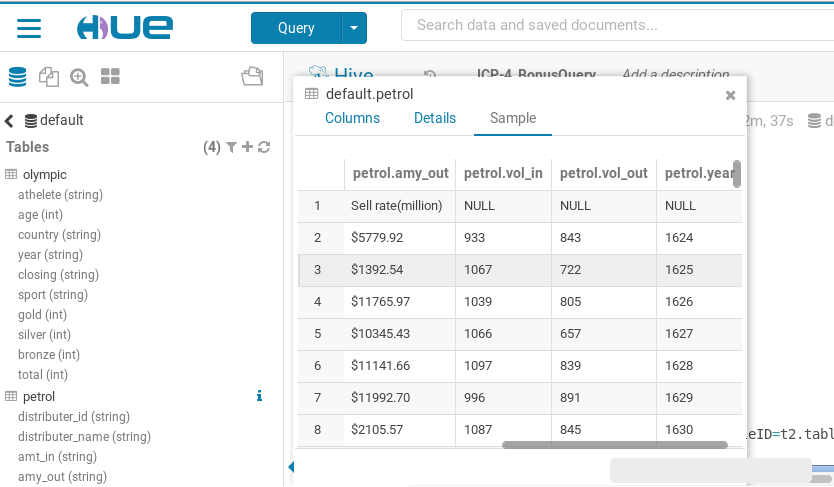 HUE
Query
Search data and saved documents...
Hive
ICP-4_BonusQuery
Add a description
default
Tables
(4)
olympic
athelete (string)
age (int)
country (string)
year (string)
closing (string)
sport (string)
gold (int)
silver (int)
bronze (int)
total (int)
petrol
distributer_id (string)
distributer_name (string)
amt_in (string)
amy_out (string)
default.petrol
Columns Details Sample
2m, 37s
petrol.amy_out petrol.vol_in petrol.vol_out petrol.year
1 Sell rate(million) NULL NULL NULL
2 $5779.92 933 843 1624
3 $1392.54 1067 722 1625
4 $11765.97 1039 805 1626
5 $10345.43 1066 657 1627
6 $11141.66 1097 839 1628
7 $11992.70 996 891 1629
8 $2105.57 1087 845 1630
eID=t2.tabl